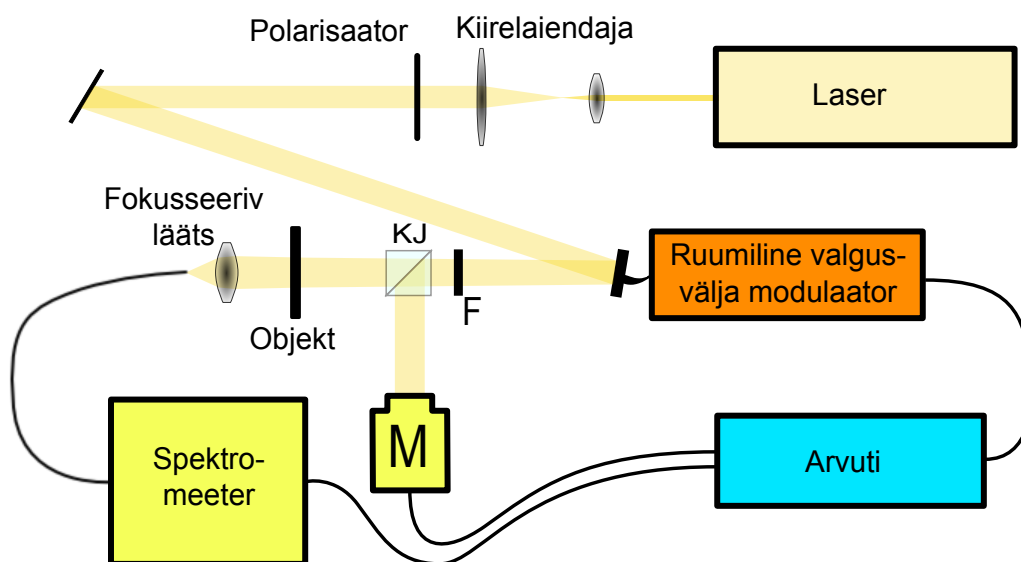 Polarisaator
Kiirelaiendaja
Laser
Fokusseeriv
lääts
KJ
F
Objekt
Ruumiline valgus-
välja modulaator
Spektro-
meeter
M
Arvuti